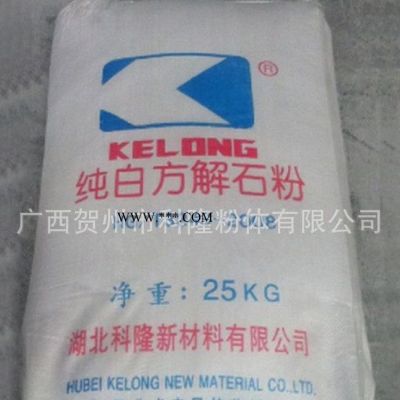 ®
KELONG
纯白方解石粉
广西贺州市科隆粉体有限公司
WWW.***.COM
净重：25KG
湖北科隆新材料有限公司
HUBEI KELONG NEW MATERIAL CO.,LTD.